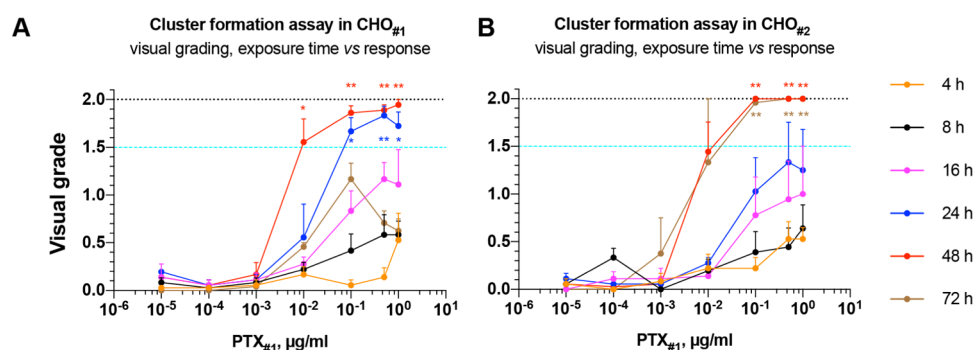 A
Cluster formation assay in CHO#1
visual grading, exposure time vs response
** ** **
*
2.0
1.5
1.0
0.5
0.0
* ** *
Visual grade
10-5 10-4 10-3 10-2 10-1 100 101
PTX#1, µg/ml
B
Cluster formation assay in CHO#2
visual grading, exposure time vs response
** ** **
2.0
1.5
1.0
0.5
0.0
** ** **
10-5 10-4 10-3 10-2 10-1 100 101
PTX#1, µg/ml
4 h
8 h
16 h
24 h
48 h
72 h